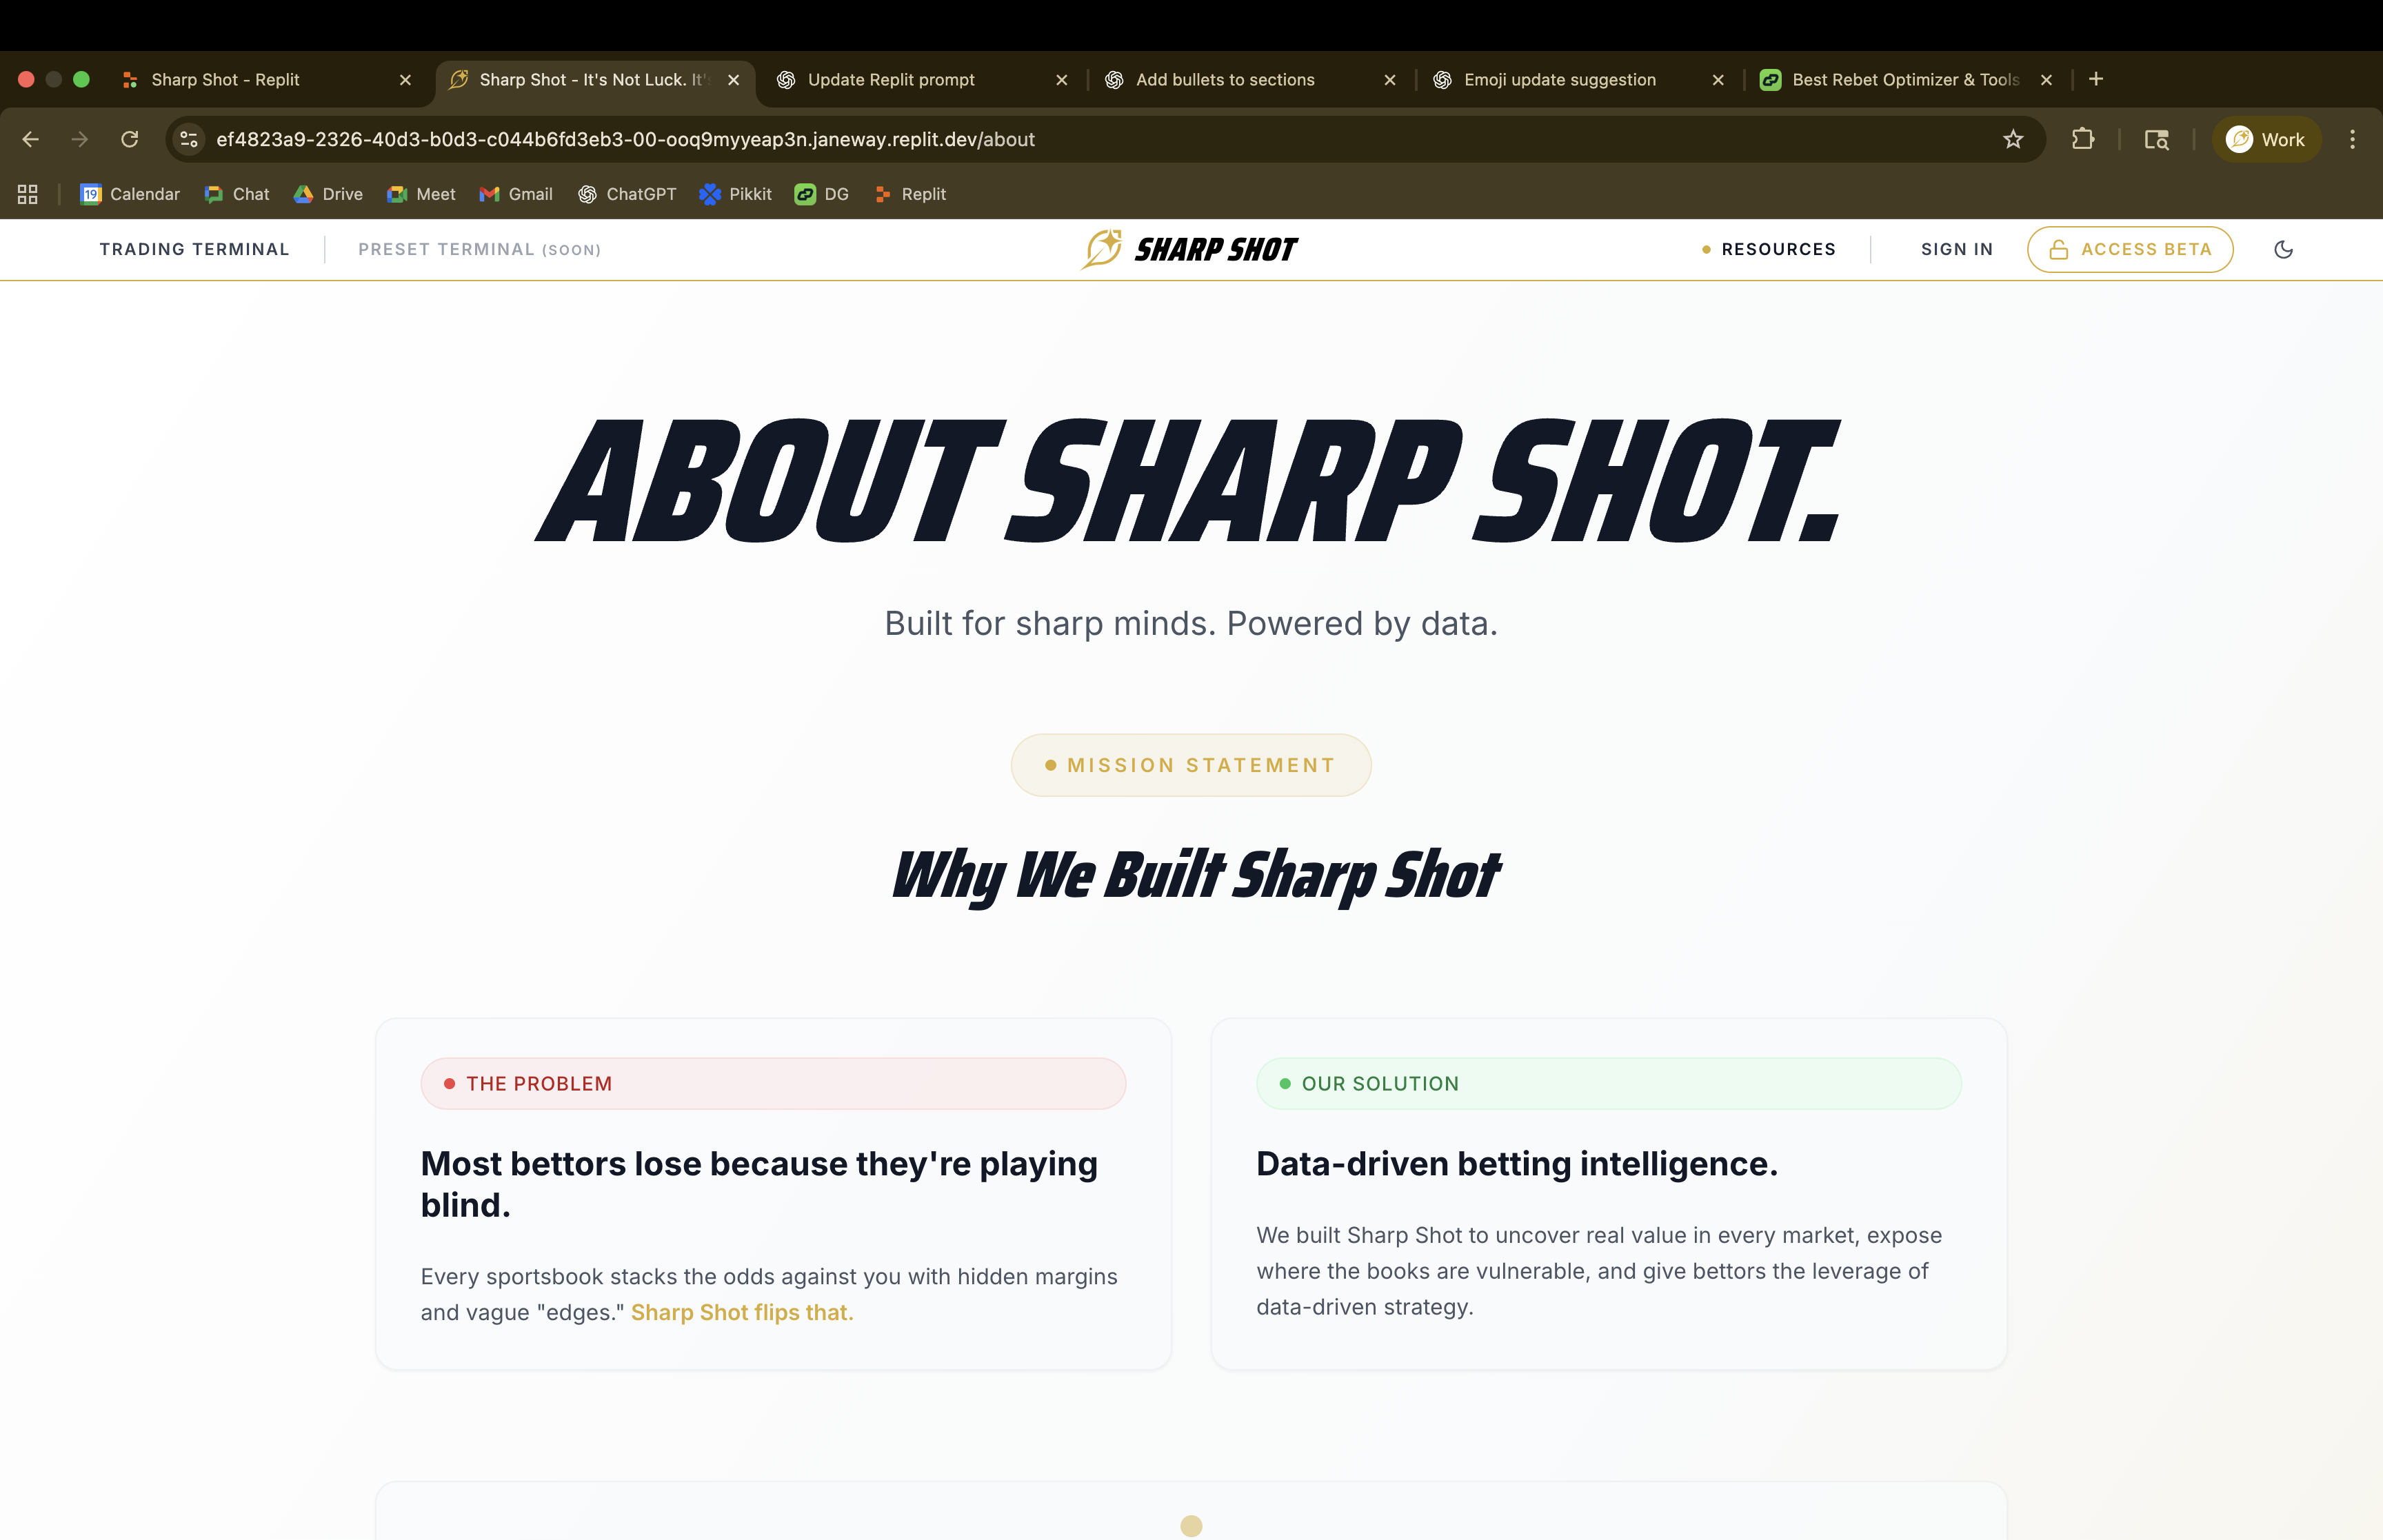 Sharp Shot - Replit
Sharp Shot - It's Not Luck. It's
Update Replit prompt
Add bullets to sections
Emoji update suggestion
Best Rebet Optimizer & Tools
ef4823a9-2326-40d3-b0d3-c044b6fd3eb3-00-ooq9myyeap3n.janeway.replit.dev/about
Work
19
Calendar
Chat
Drive
Meet
Gmail
ChatGPT
Pikkit
DG
Replit
TRADING TERMINAL
PRESET TERMINAL (SOON)
SHARP SHOT
RESOURCES
SIGN IN
ACCESS BETA
ABOUT SHARP SHOT.
Built for sharp minds. Powered by data.
MISSION STATEMENT
Why We Built Sharp Shot
THE PROBLEM
Most bettors lose because they're playing
blind.
Every sportsbook stacks the odds against you with hidden margins
and vague "edges." Sharp Shot flips that.
OUR SOLUTION
Data-driven betting intelligence.
We built Sharp Shot to uncover real value in every market, expose
where the books are vulnerable, and give bettors the leverage of
data-driven strategy.